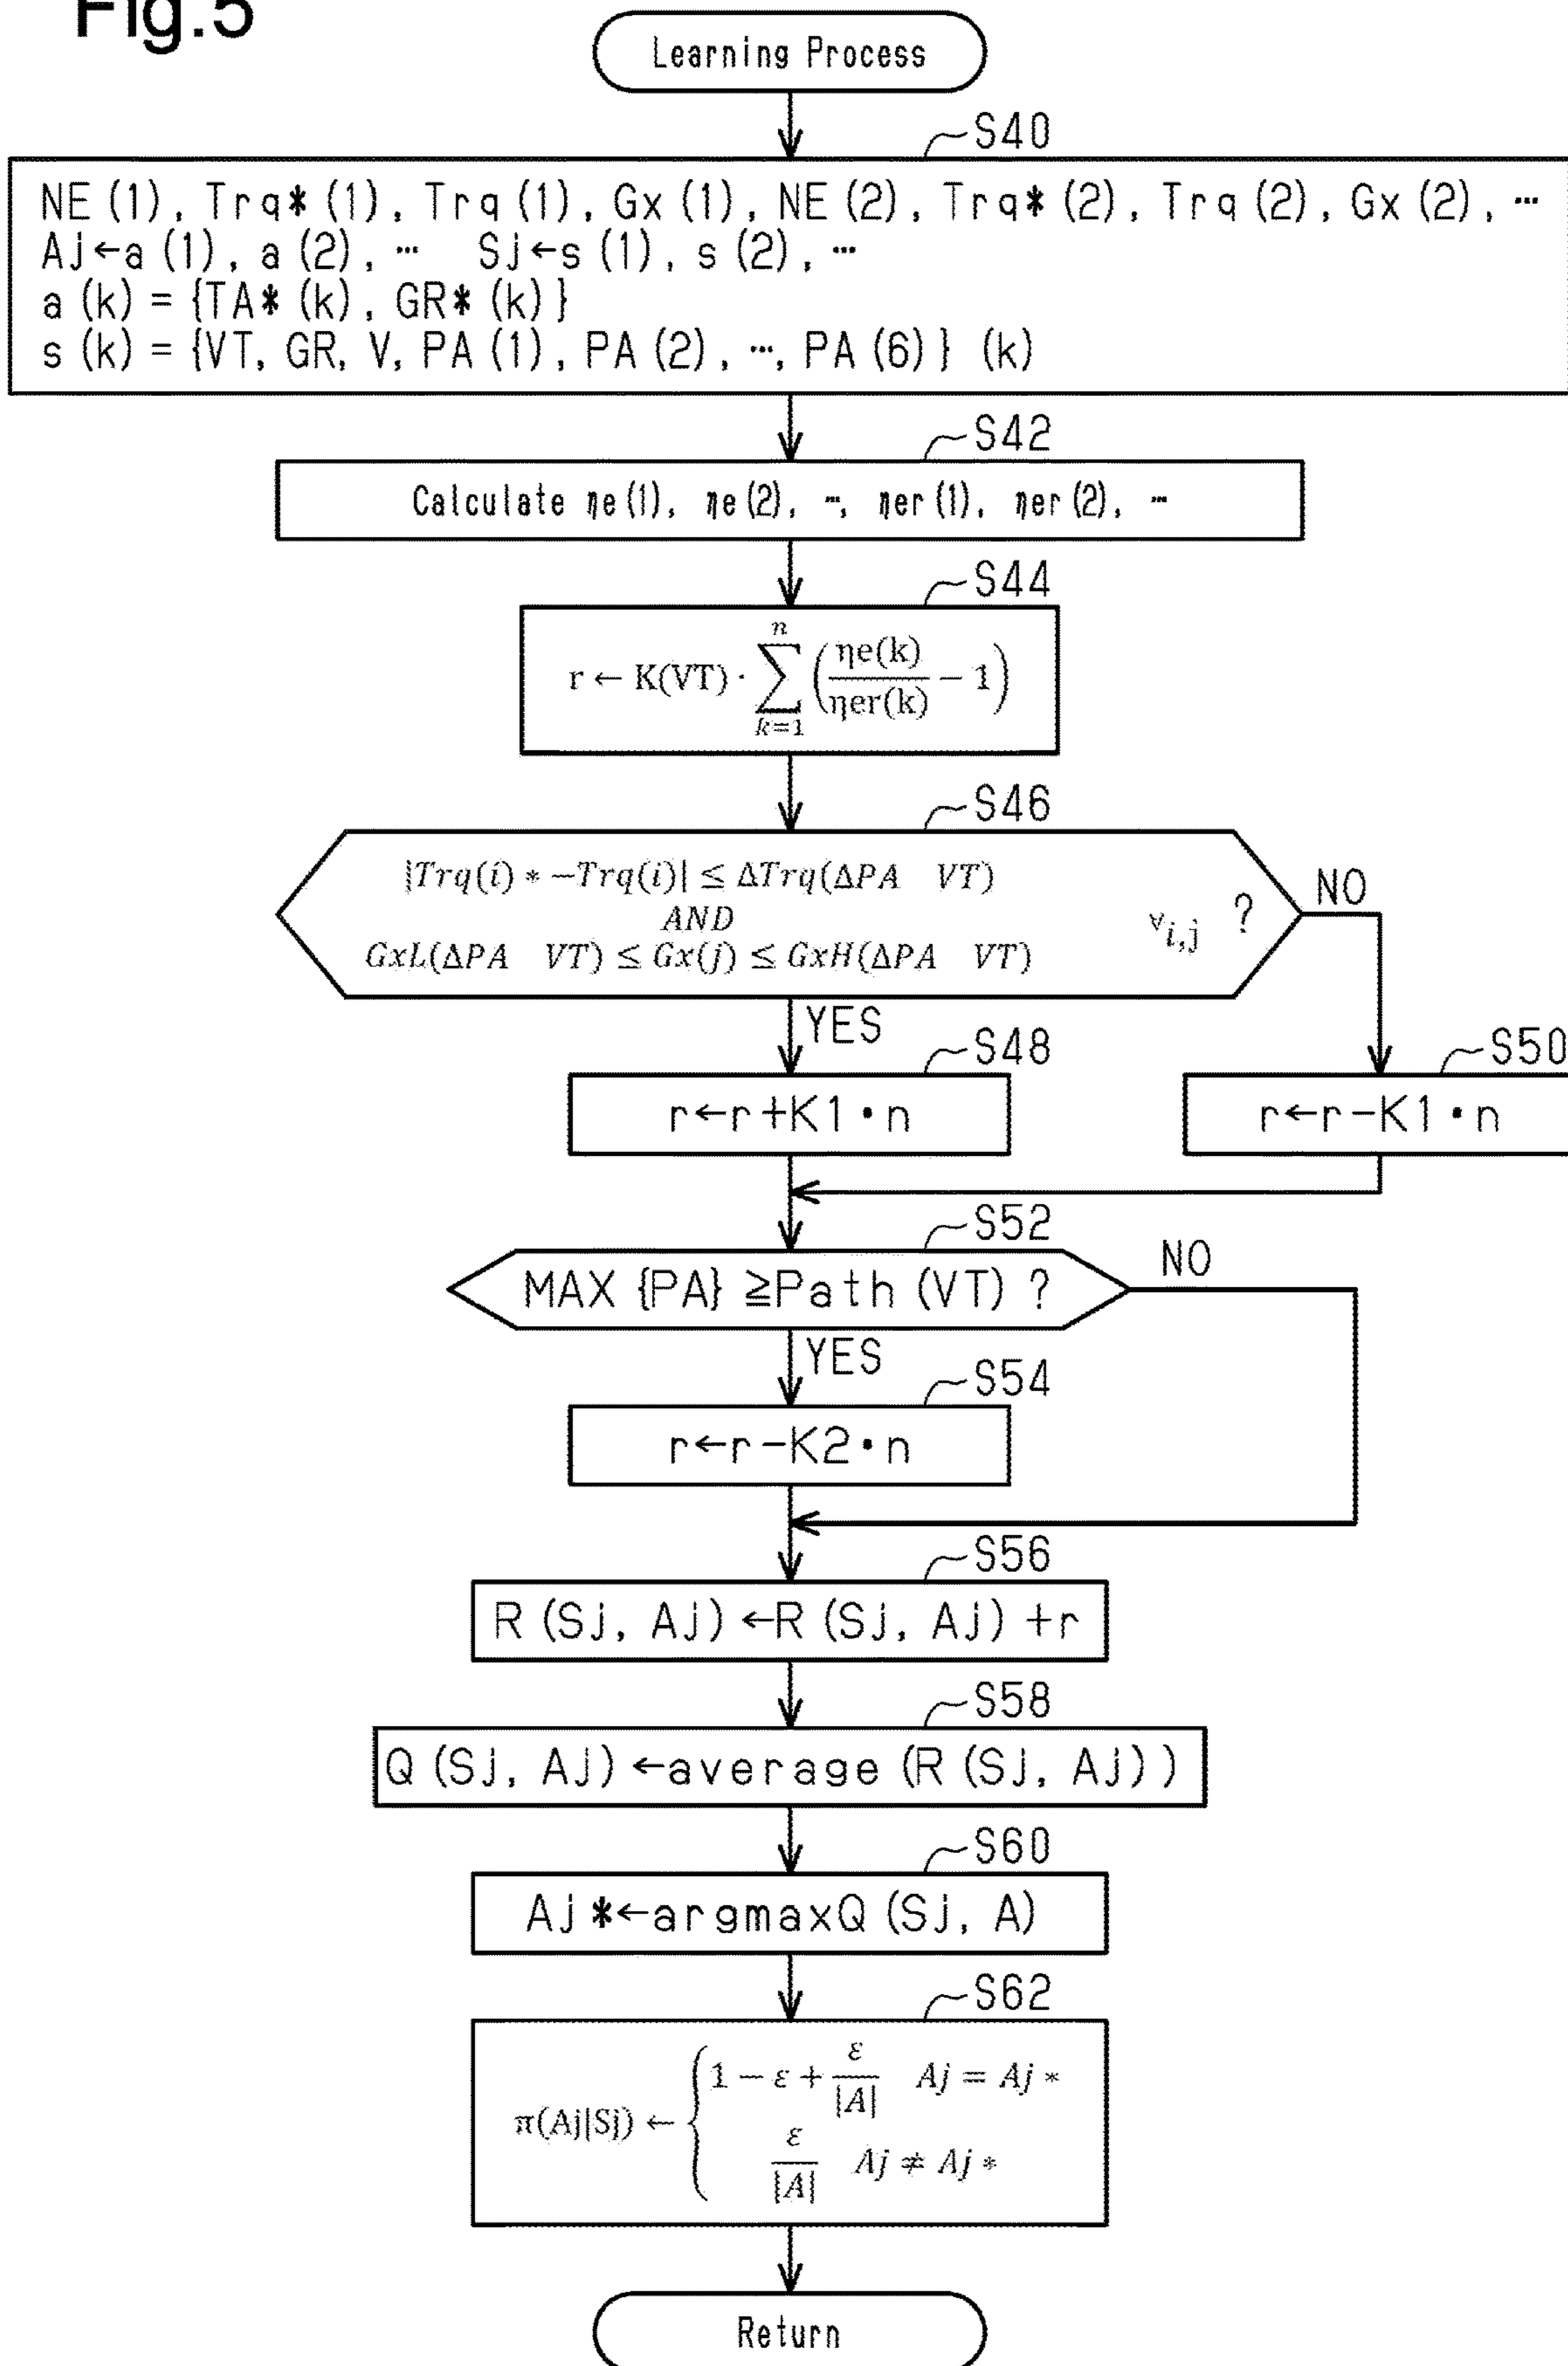 Fig.5
Learning Process
S40
NE(1), Trq*(1), Trq(1), Gx(1), NE(2), Trq*(2), Trq(2), Gx(2), …
Aj←a(1), a(2), … Sj←s(1), s(2), …
a(k) = {TA*(k), GR*(k)}
s(k) = {VT, GR, V, PA(1), PA(2), …, PA(6)} (k)
S42
Calculate ηe(1), ηe(2), …, ηer(1), ηer(2), …
S44
r ← K(VT) · ∑_{k=1}^{n} (ηe(k)/ηer(k) − 1)
S46
|Trq(i) * −Trq(i)| ≤ ΔTrq(ΔPA VT)
AND
GxL(ΔPA VT) ≤ Gx(j) ≤ GxH(ΔPA VT)
∀i,j ?
NO
YES
S48
r←r+K1•n
S50
r←r−K1•n
S52
MAX {PA} ≧Path (VT) ?
NO
YES
S54
r←r−K2•n
S56
R (Sj, Aj) ←R (Sj, Aj) +r
S58
Q (Sj, Aj) ←average (R (Sj, Aj))
S60
Aj*←argmaxQ (Sj, A)
S62
π(Aj|Sj) ← { 1 − ε + ε/|A| Aj = Aj *
ε/|A| Aj ≠ Aj *
Return